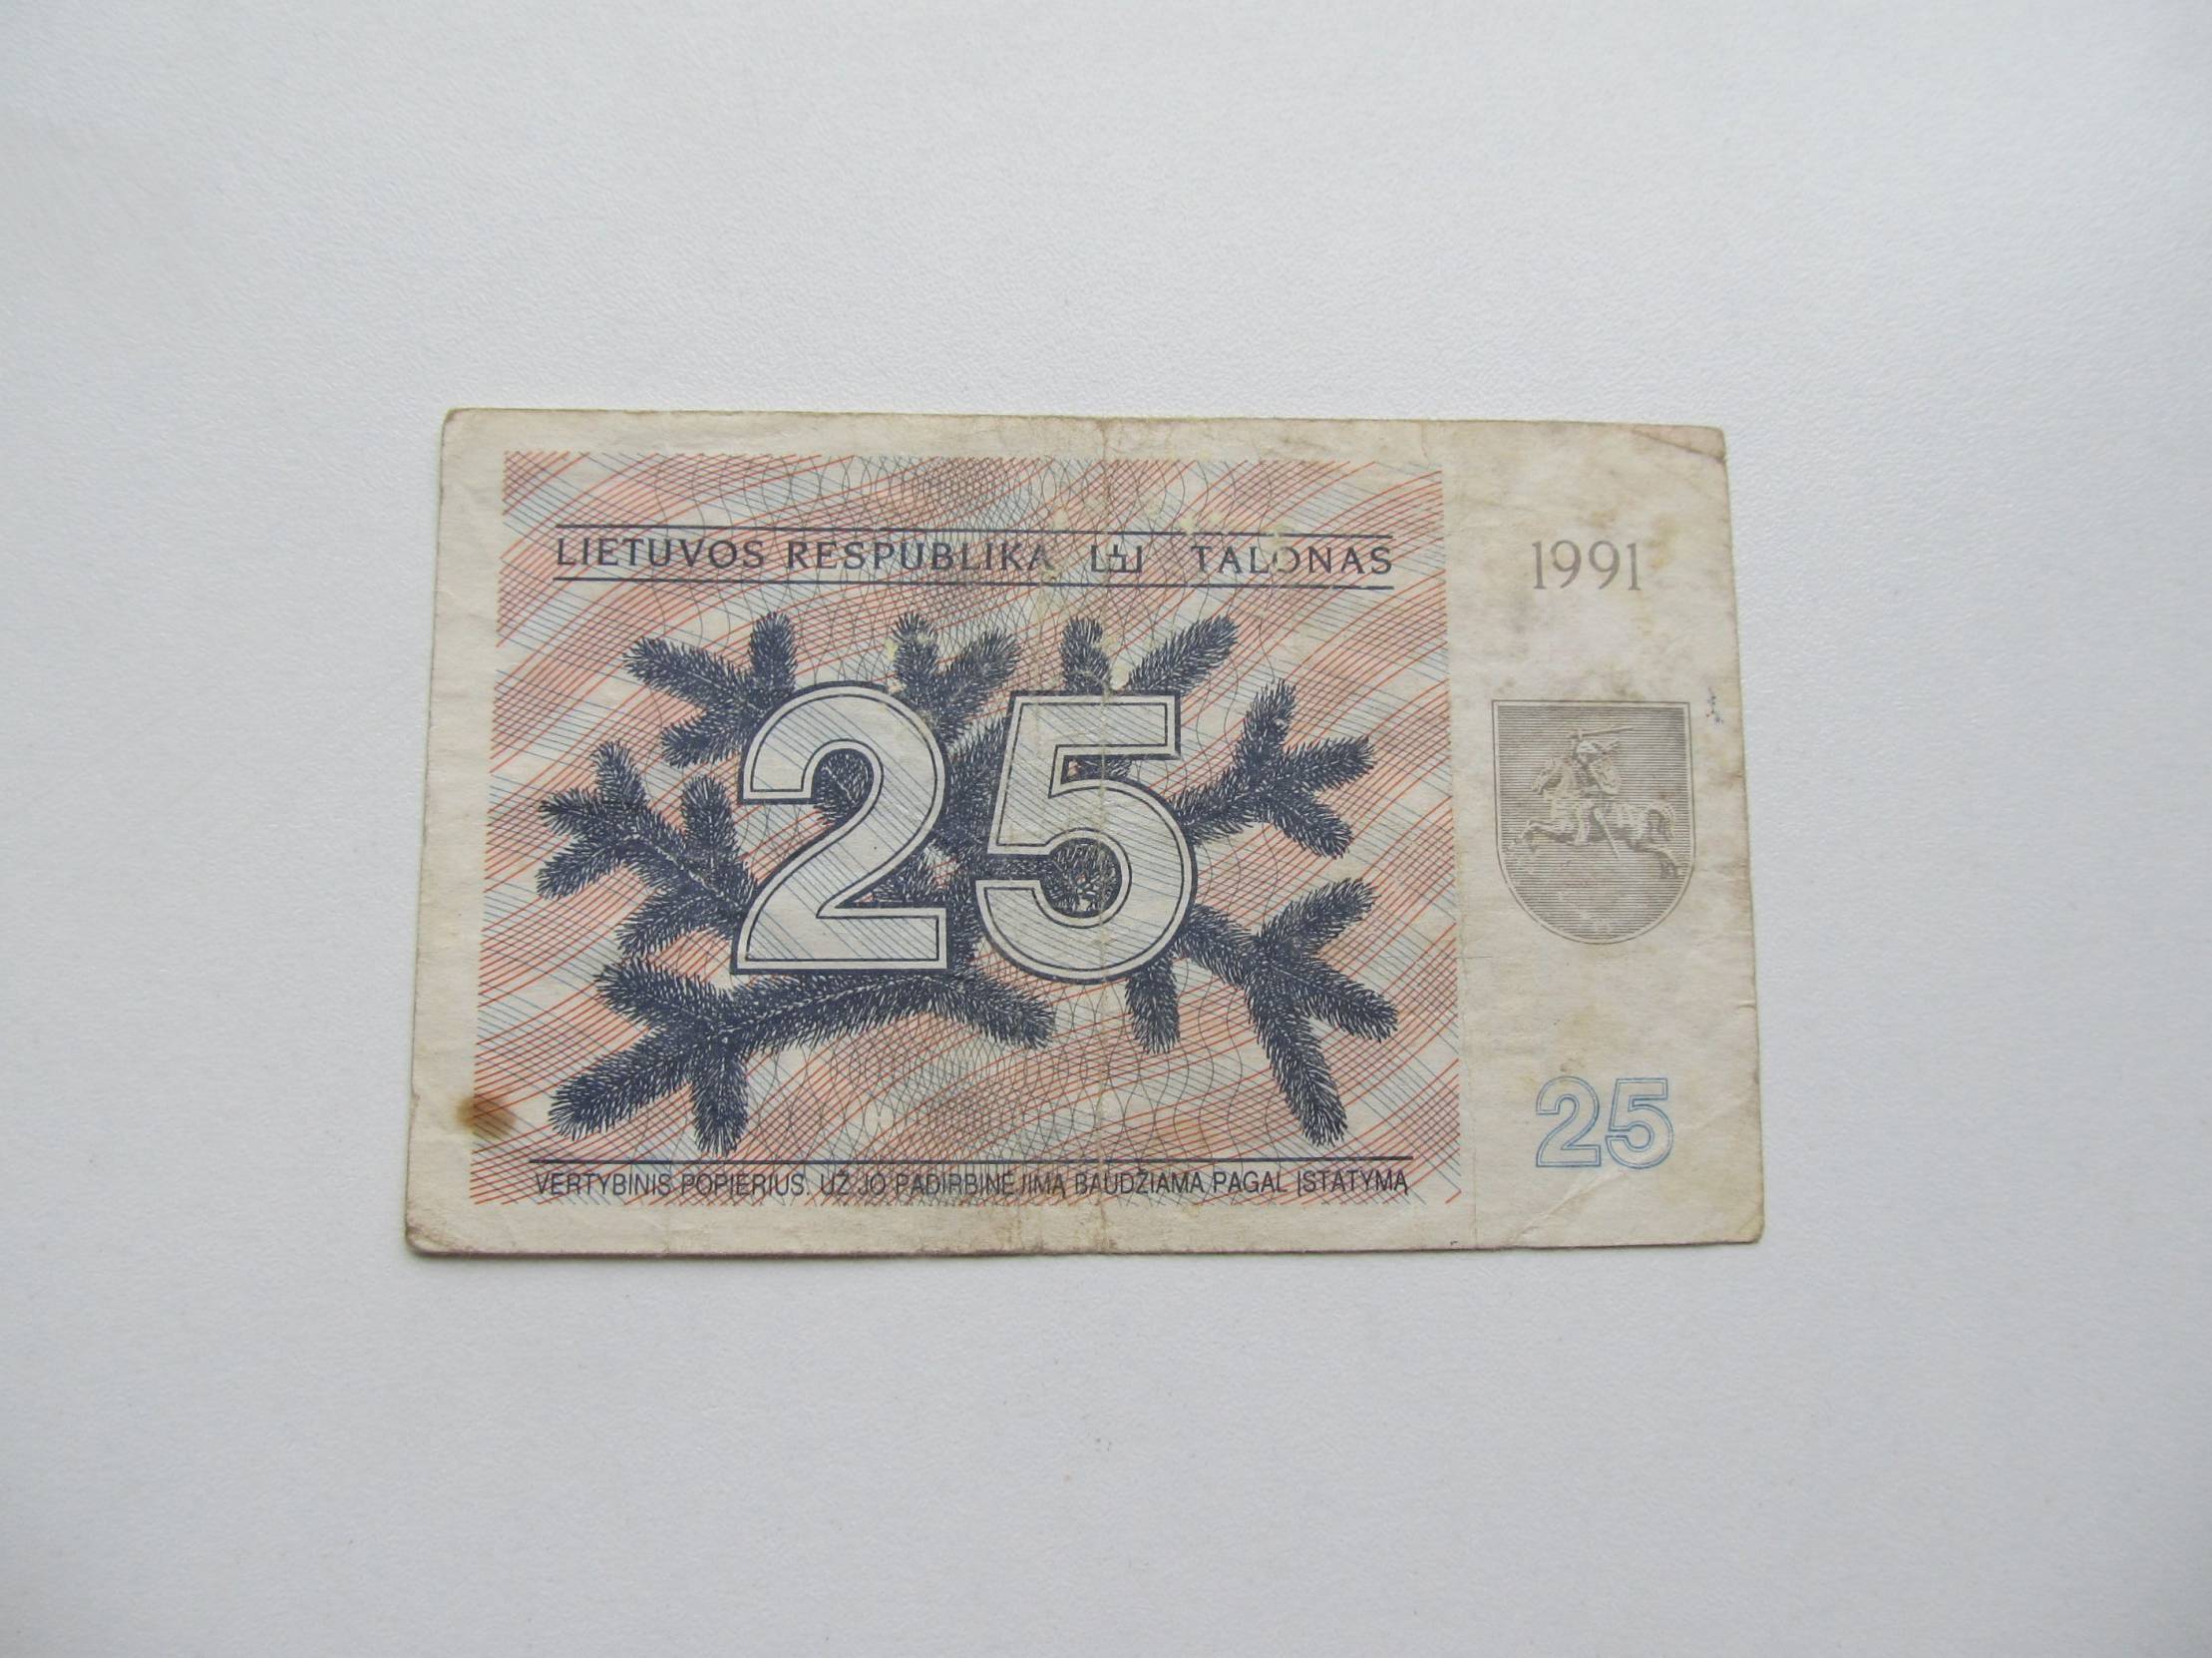 LIETUVOS RESPUBLIKA TALONAS
1991
25
25
VERTYBINIS POPIERIUS. UŽ JO PADIRBINĖJIMĄ BAUDŽIAMA PAGAL ĮSTATYMĄ